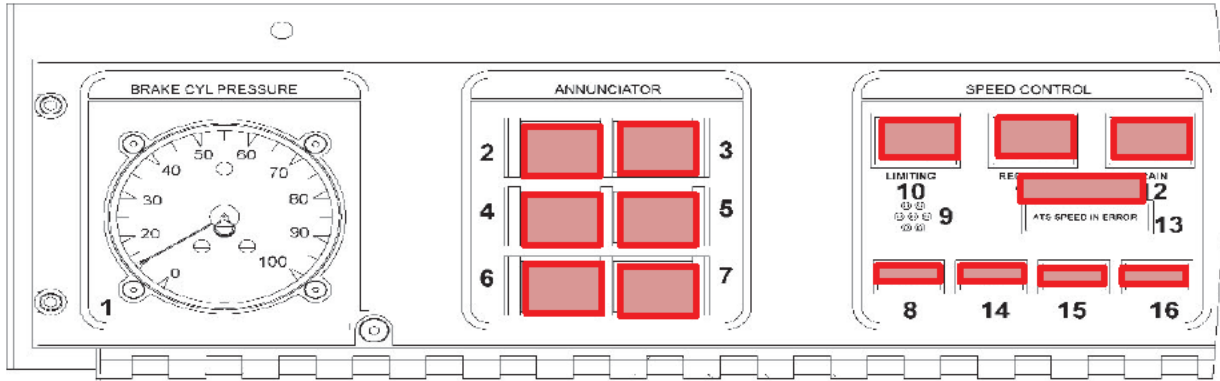 BRAKE CYL PRESSURE
ANNUNCIATOR
SPEED CONTROL
50 60
40 70
30 80
20 90
0 100
1
2 3
4 5
6 7
LIMITING
10
9
12
ATS SPEED IN ERROR
13
8 14 15 16